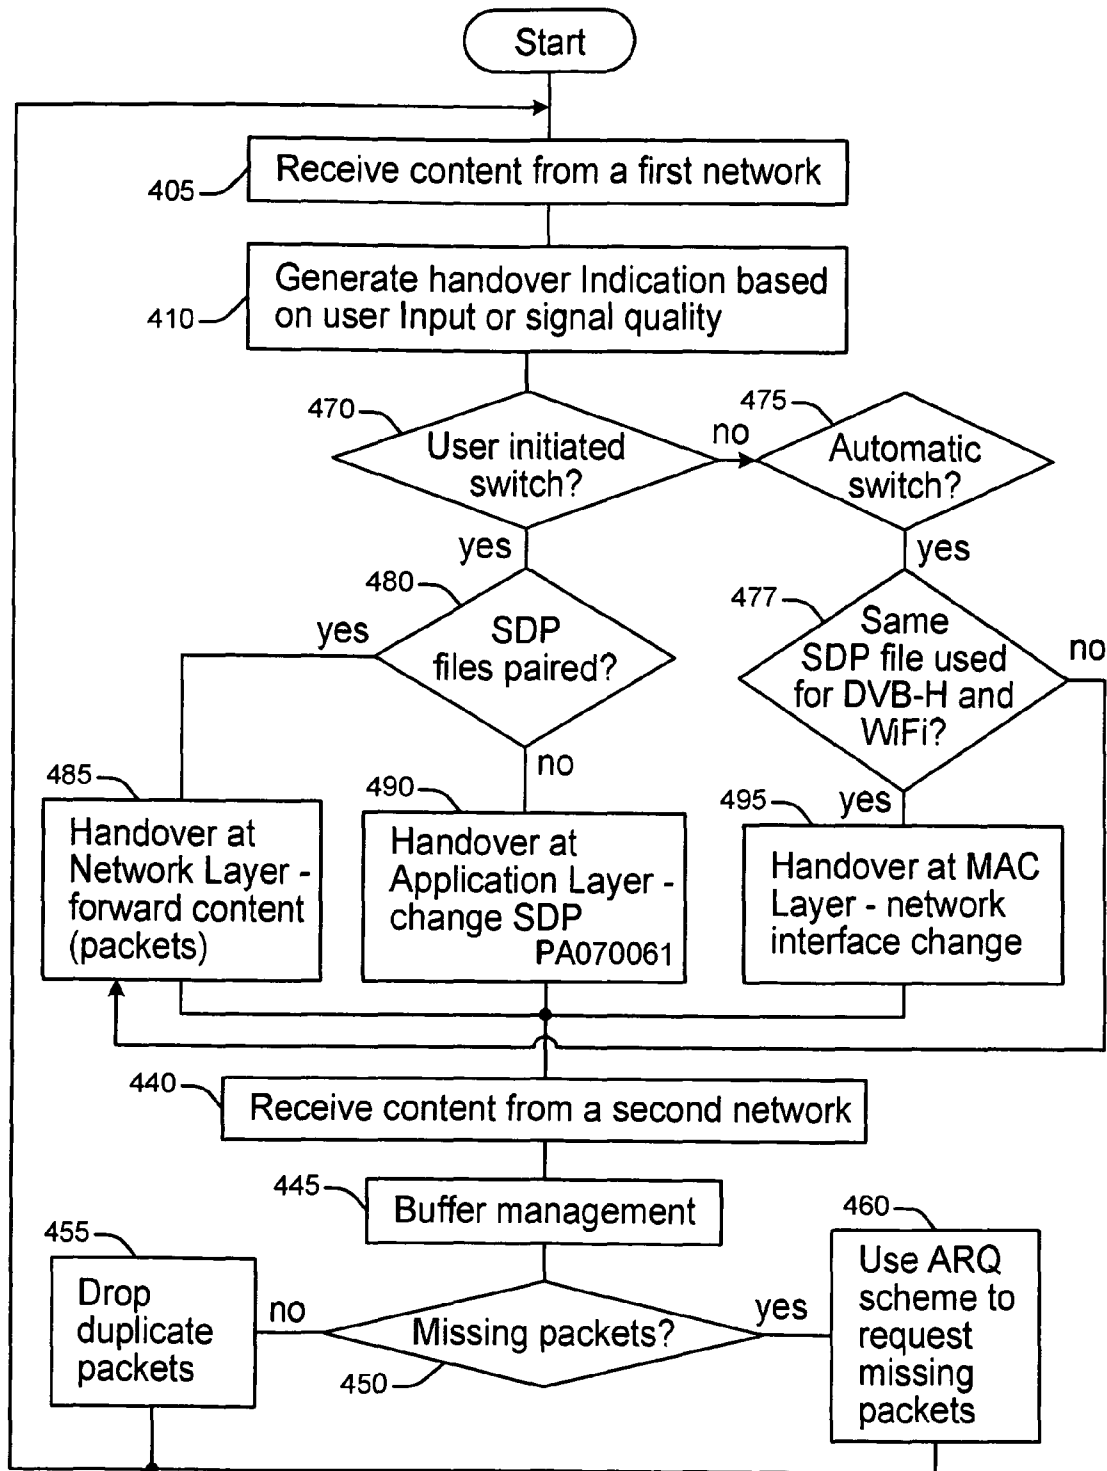 Start
405
Receive content from a first network
410
Generate handover Indication based
on user Input or signal quality
470
User initiated
switch?
no
475
Automatic
switch?
yes
yes
480
SDP
files paired?
yes
no
477
Same
SDP file used
for DVB-H and
WiFi?
no
yes
485
Handover at
Network Layer -
forward content
(packets)
490
Handover at
Application Layer -
change SDP
PA070061
495
Handover at MAC
Layer - network
interface change
440
Receive content from a second network
445
Buffer management
455
Drop
duplicate
packets
no
Missing packets?
450
yes
460
Use ARQ
scheme to
request
missing
packets